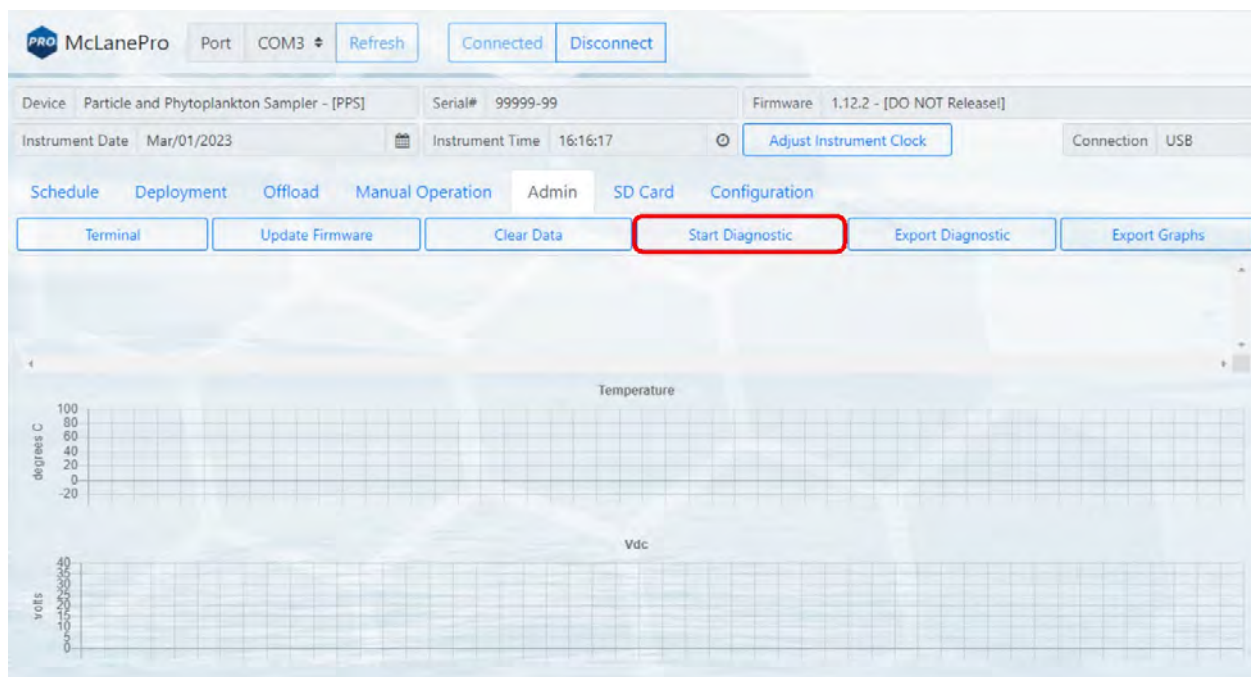 PRO McLanePro Port COM3 Refresh Connected Disconnect
Device Particle and Phytoplankton Sampler - [PPS] Serial# 99999-99 Firmware 1.12.2 - [DO NOT Release!]
Instrument Date Mar/01/2023 Instrument Time 16:16:17 Adjust Instrument Clock Connection USB
Schedule Deployment Offload Manual Operation Admin SD Card Configuration
Terminal Update Firmware Clear Data Start Diagnostic Export Diagnostic Export Graphs
Temperature
degrees C
100
80
60
40
20
0
-20
Vdc
volts
40
35
30
25
20
15
10
5
0